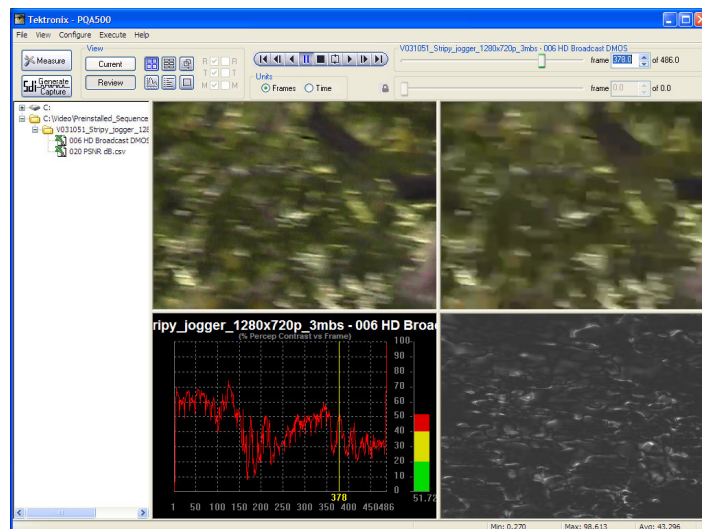 Tektronix - PQA500
File View Configure Execute Help
Measure
Generate
Capture
View
Current
Review
R
R
T
T
M
M
Units
Frames
Time
V031051_Stripy_jogger_1280x720p_3mbs - 006 HD Broadcast DMOS
frame 378.0 of 486.0
frame 0.0 of 0.0
C:
C:\Video\Preinstalled_Sequence
V031051_Stripy_jogger_128
006 HD Broadcast DMOS
020 PSNR dB.csv
ripy_jogger_1280x720p_3mbs - 006 HD Broa
(% Percep Contrast vs Frame)
100
90
80
70
60
50
40
30
20
10
0
51.72
378
1 50 100 150 200 250 300 350 400 450486
Min: 0.270 Max: 98.613 Avg: 43.296